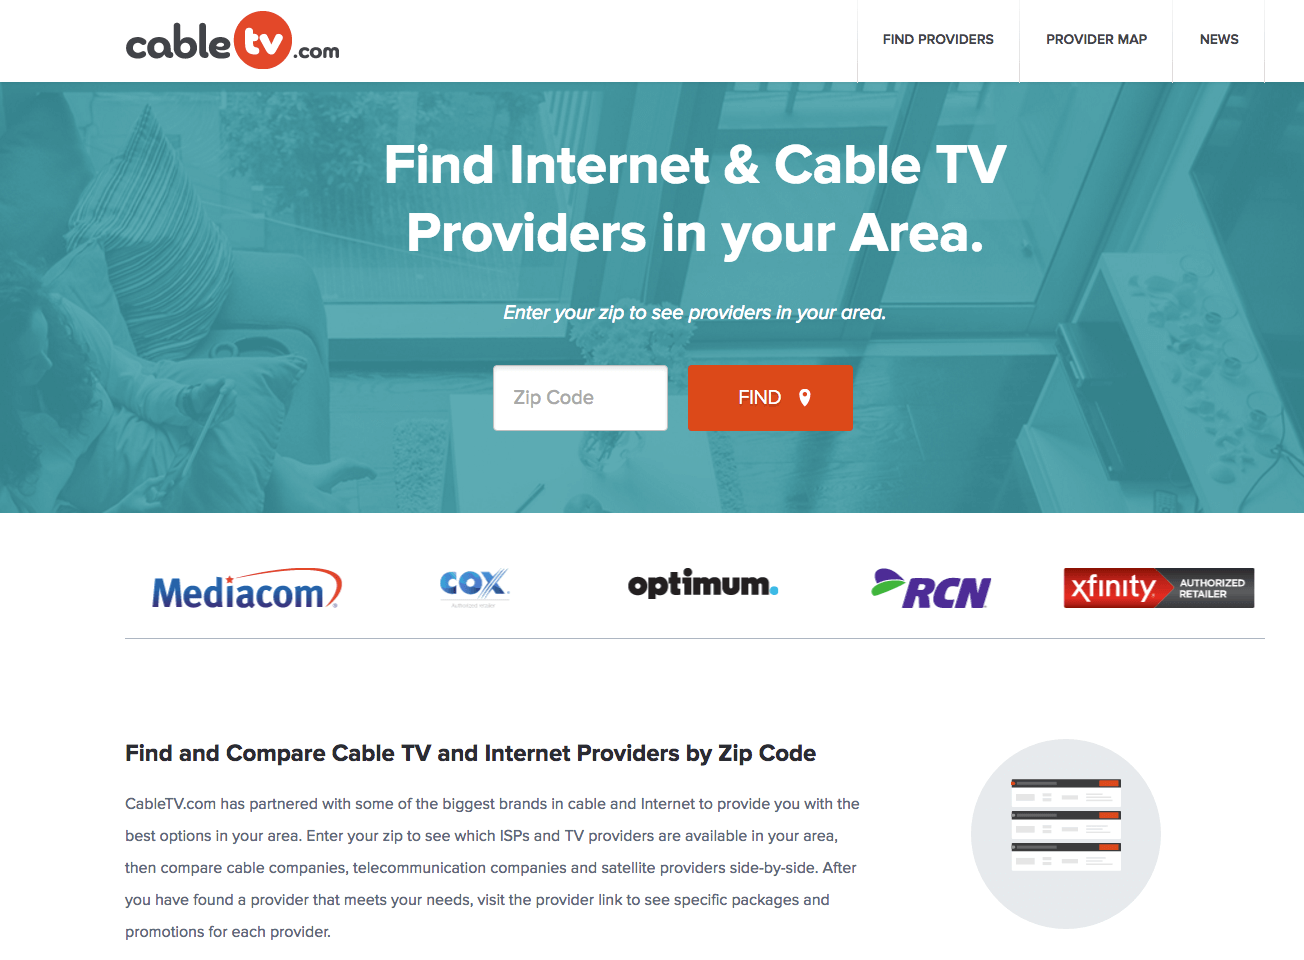 cable tv .com
FIND PROVIDERS
PROVIDER MAP
NEWS
Find Internet & Cable TV
Providers in your Area.
Enter your zip to see providers in your area.
Zip Code
FIND
Mediacom
COX
Authorized retailer
optimum.
RCN
xfinity
AUTHORIZED
RETAILER
Find and Compare Cable TV and Internet Providers by Zip Code
CableTV.com has partnered with some of the biggest brands in cable and Internet to provide you with the
best options in your area. Enter your zip to see which ISPs and TV providers are available in your area,
then compare cable companies, telecommunication companies and satellite providers side-by-side. After
you have found a provider that meets your needs, visit the provider link to see specific packages and
promotions for each provider.